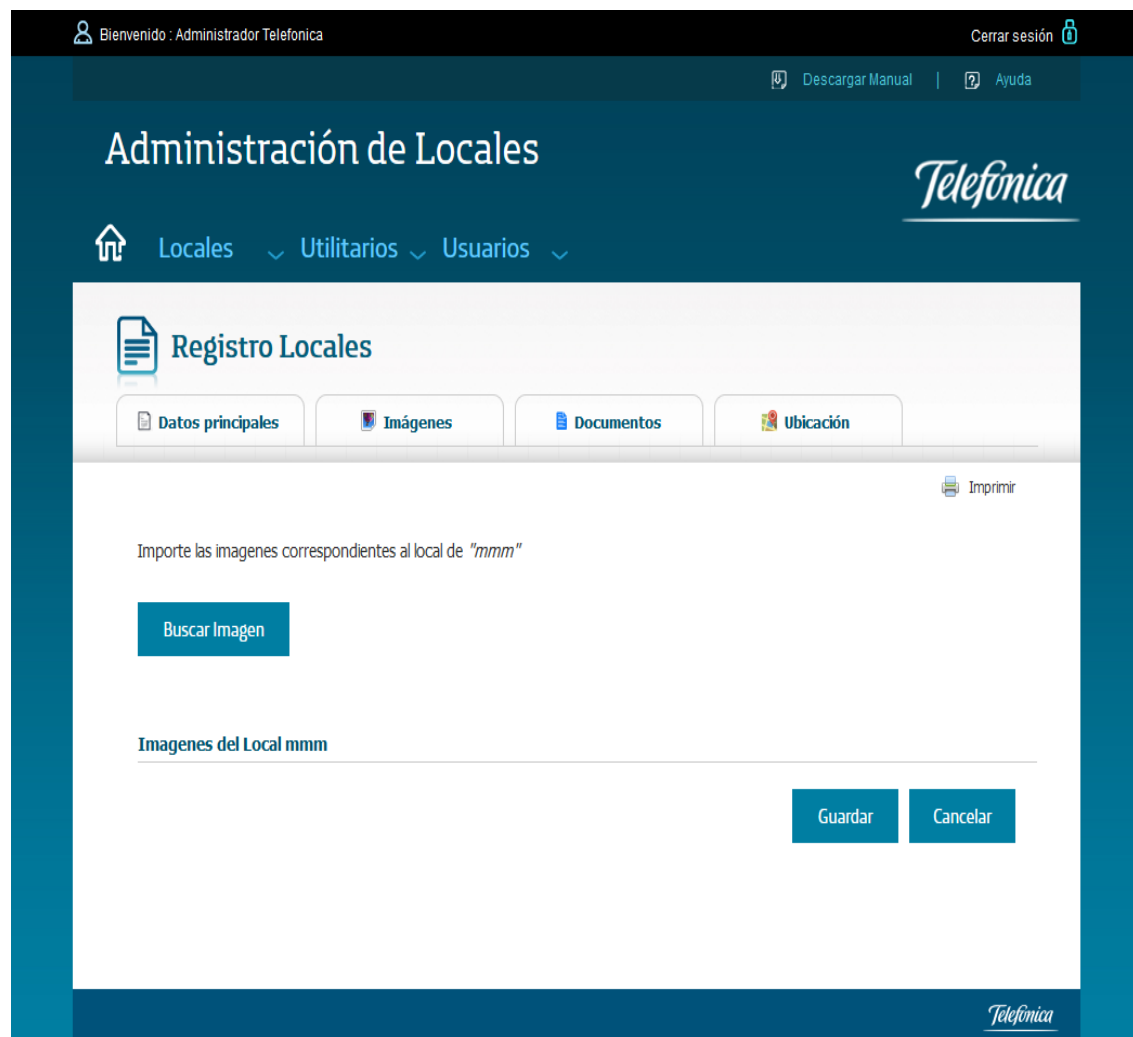 Bienvenido : Administrador Telefonica
Cerrar sesión
Descargar Manual | Ayuda
Administración de Locales
Telefónica
Locales Utilitarios Usuarios
Registro Locales
Datos principales Imágenes Documentos Ubicación
Imprimir
Importe las imagenes correspondientes al local de "mmm"
Buscar Imagen
Imagenes del Local mmm
Guardar Cancelar
Telefónica